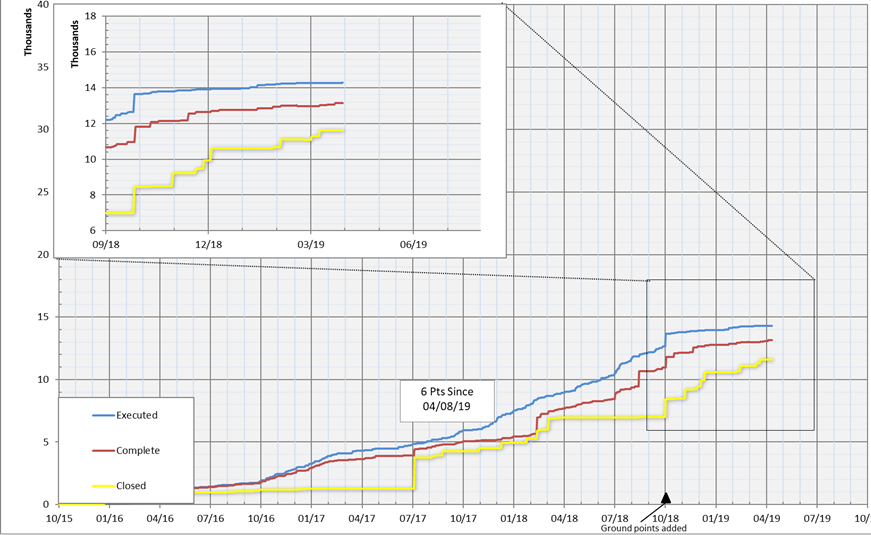 40
35
30
25
20
15
10
5
0
Thousands
Thousands
18
16
14
12
10
8
6
09/18 12/18 03/19 06/19
6 Pts Since
04/08/19
Executed
Complete
Closed
10/15 01/16 04/16 07/16 10/16 01/17 04/17 07/17 10/17 01/18 04/18 07/18 10/18 01/19 04/19 07/19 10/
Ground points added